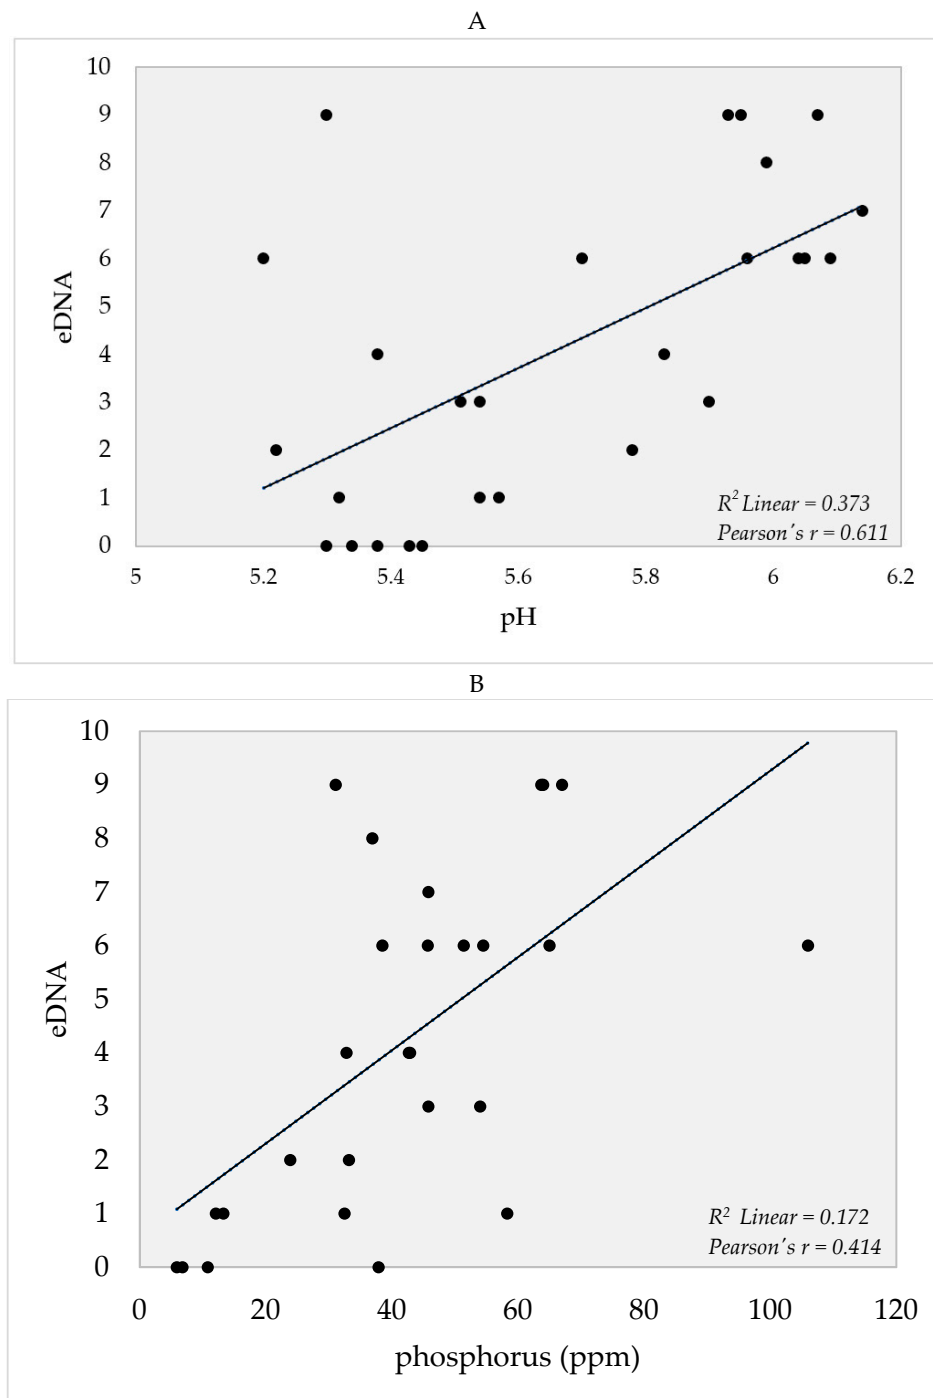 A
10
9
8
7
6
5
4
3
2
1
0
eDNA
R² Linear = 0.373
Pearson's r = 0.611
5 5.2 5.4 5.6 5.8 6 6.2
pH
B
10
9
8
7
6
5
4
3
2
1
0
eDNA
R² Linear = 0.172
Pearson's r = 0.414
0 20 40 60 80 100 120
phosphorus (ppm)